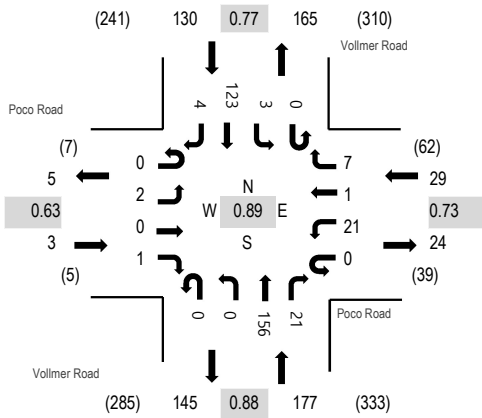 (241) 130 0.77 165 (310)
Vollmer Road
Poco Road
4 123 3 0
(7) 0 7 (62)
5 29
2 N 1
0.63 W 0.89 E 0.73
0 S 21
3 24
1 0
(5) (39)
0 0 156 21
Poco Road
Vollmer Road
(285) 145 0.88 177 (333)